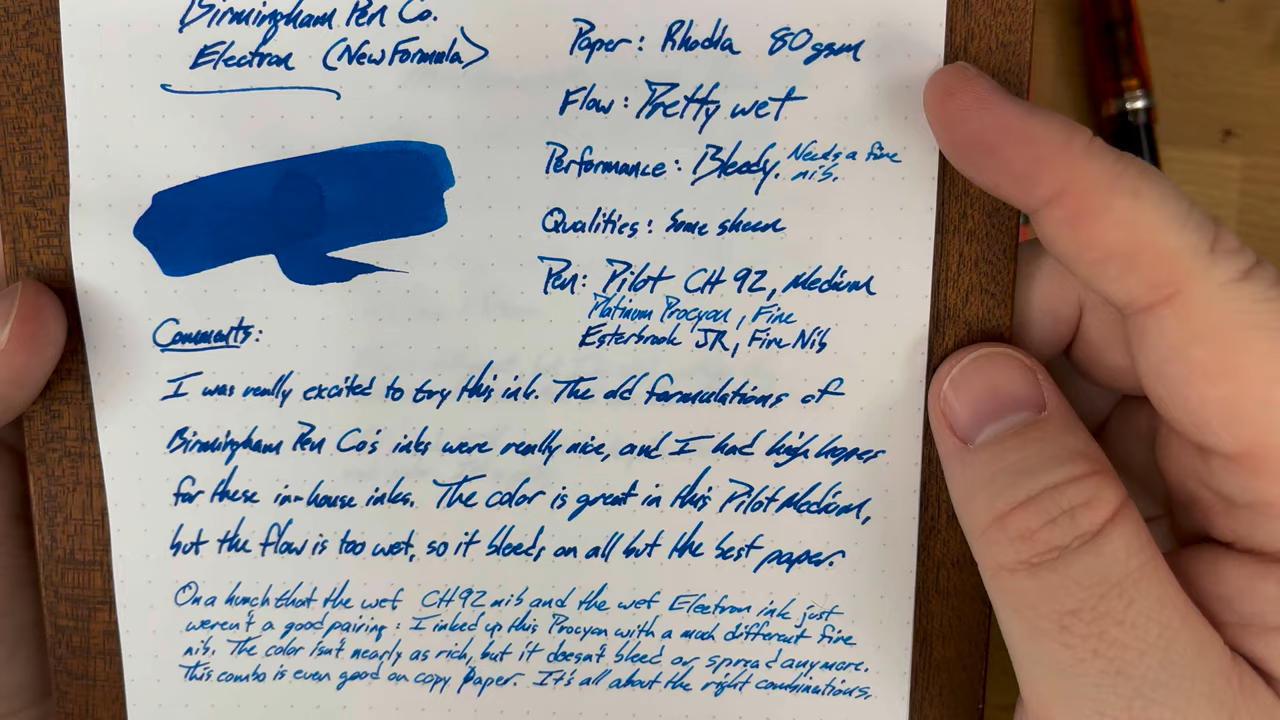 Birmingham Pen Co.
Electron (New Formula)
Paper: Rhodia 80gsm
Flow: Pretty wet
Performance: Bleedy. Needs a fine
nib.
Qualities: Some sheen
Pen: Pilot CH 92, Medium
Platinum Procyon, Fine
Esterbrook JR, Fine Nib
Comments:
I was really excited to try this ink. The old formulations of
Birmingham Pen Co's inks were really nice, and I had high hopes
for these in-house inks. The color is great in this Pilot Medium,
but the flow is too wet, so it bleeds on all but the best paper.
On a hunch that the wet CH92 nib and the wet Electron ink just
weren't a good pairing: I inked up this Procyon with a much different fine
nib. The color isn't nearly as rich, but it doesn't bleed or spread anymore.
This combo is even good on copy paper. It's all about the right combinations.